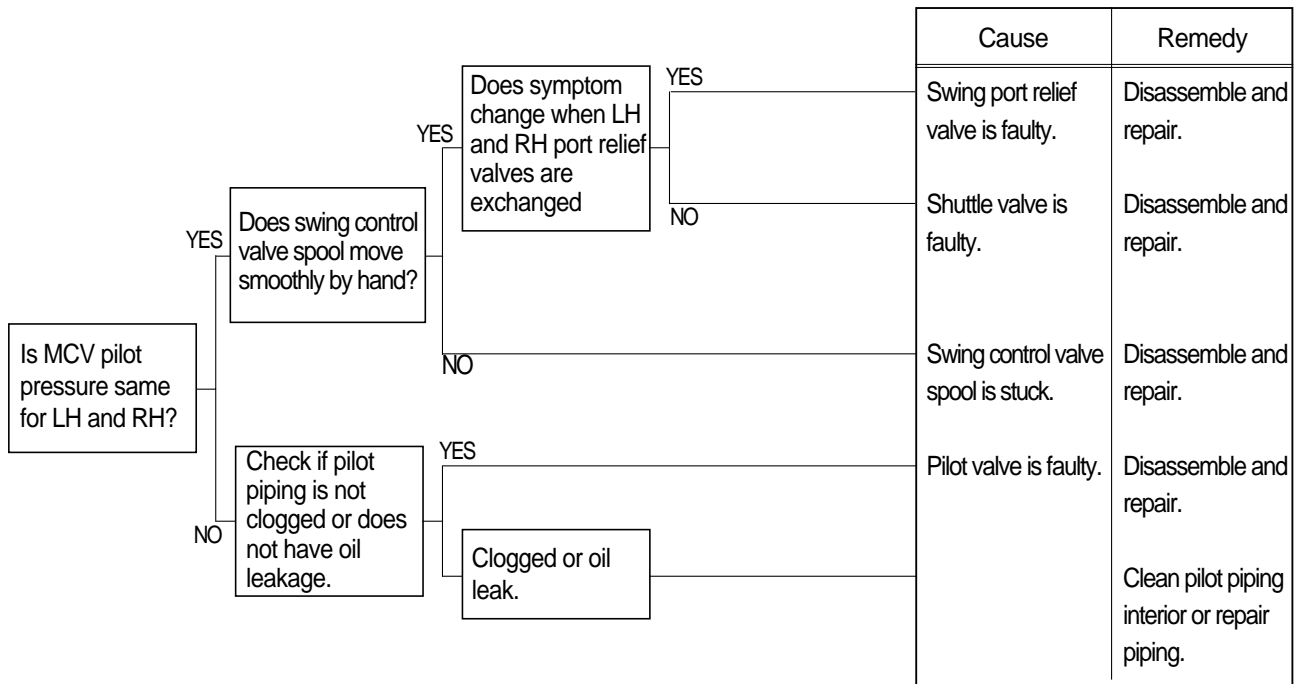 Cause
Remedy
Is MCV pilot
pressure same
for LH and RH?
YES
Does swing control
valve spool move
smoothly by hand?
YES
Does symptom
change when LH
and RH port relief
valves are
exchanged
YES
Swing port relief
valve is faulty.
Disassemble and
repair.
NO
Shuttle valve is
faulty.
Disassemble and
repair.
NO
Swing control valve
spool is stuck.
Disassemble and
repair.
NO
Check if pilot
piping is not
clogged or does
not have oil
leakage.
YES
Pilot valve is faulty.
Disassemble and
repair.
Clogged or oil
leak.
Clean pilot piping
interior or repair
piping.